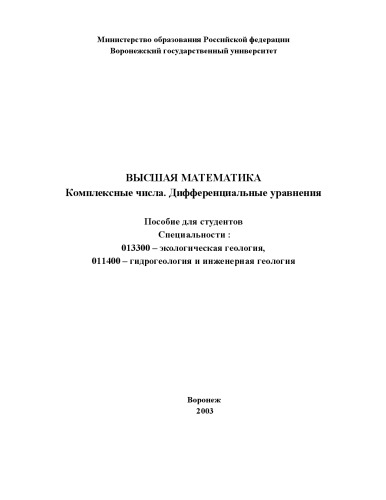 Министерство образования Российской федерации
Воронежский государственный университет
ВЫСШАЯ МАТЕМАТИКА
Комплексные числа. Дифференциальные уравнения
Пособие для студентов
Специальности :
013300 – экологическая геология,
011400 – гидрогеология и инженерная геология
Воронеж
2003